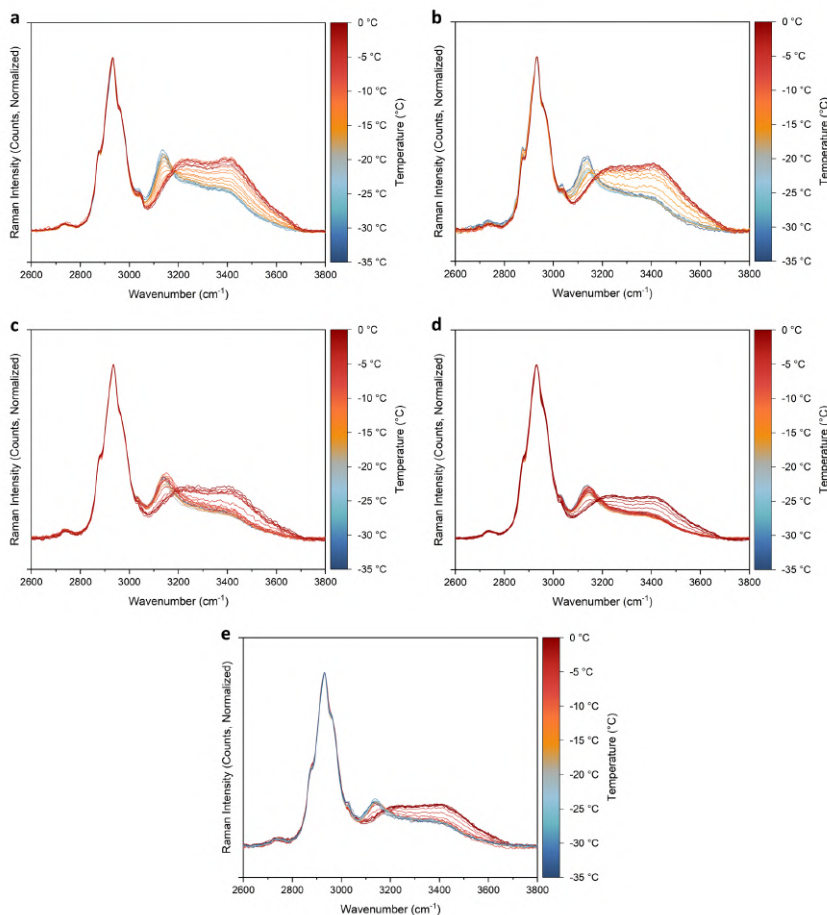 a
Raman Intensity (Counts, Normalized)
2600 2800 3000 3200 3400 3600 3800
Wavenumber (cm⁻¹)
0 °C
-5 °C
-10 °C
-15 °C
-20 °C
-25 °C
-30 °C
-35 °C
Temperature (°C)
b
Raman Intensity (Counts, Normalized)
2600 2800 3000 3200 3400 3600 3800
Wavenumber (cm⁻¹)
0 °C
-5 °C
-10 °C
-15 °C
-20 °C
-25 °C
-30 °C
-35 °C
Temperature (°C)
c
Raman Intensity (Counts, Normalized)
2600 2800 3000 3200 3400 3600 3800
Wavenumber (cm⁻¹)
0 °C
-5 °C
-10 °C
-15 °C
-20 °C
-25 °C
-30 °C
-35 °C
Temperature (°C)
d
Raman Intensity (Counts, Normalized)
2600 2800 3000 3200 3400 3600 3800
Wavenumber (cm⁻¹)
0 °C
-5 °C
-10 °C
-15 °C
-20 °C
-25 °C
-30 °C
-35 °C
Temperature (°C)
e
Raman Intensity (Counts, Normalized)
2600 2800 3000 3200 3400 3600 3800
Wavenumber (cm⁻¹)
0 °C
-5 °C
-10 °C
-15 °C
-20 °C
-25 °C
-30 °C
-35 °C
Temperature (°C)